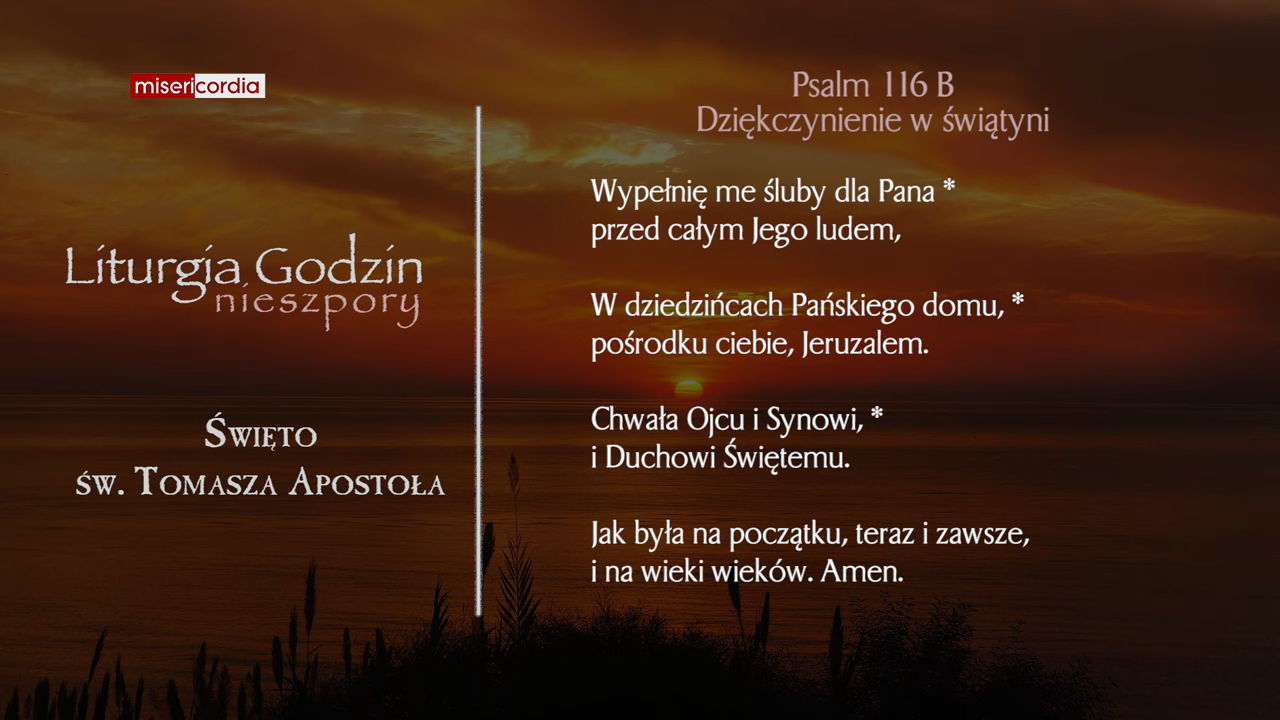 misericordia
Liturgia Godzin
nieszpory
Święto
św. Tomasza Apostoła
Psalm 116 B
Dziękczynienie w świątyni
Wypełnię me śluby dla Pana *
przed całym Jego ludem,
W dziedzińcach Pańskiego domu, *
pośrodku ciebie, Jeruzalem.
Chwała Ojcu i Synowi, *
i Duchowi Świętemu.
Jak była na początku, teraz i zawsze,
i na wieki wieków. Amen.